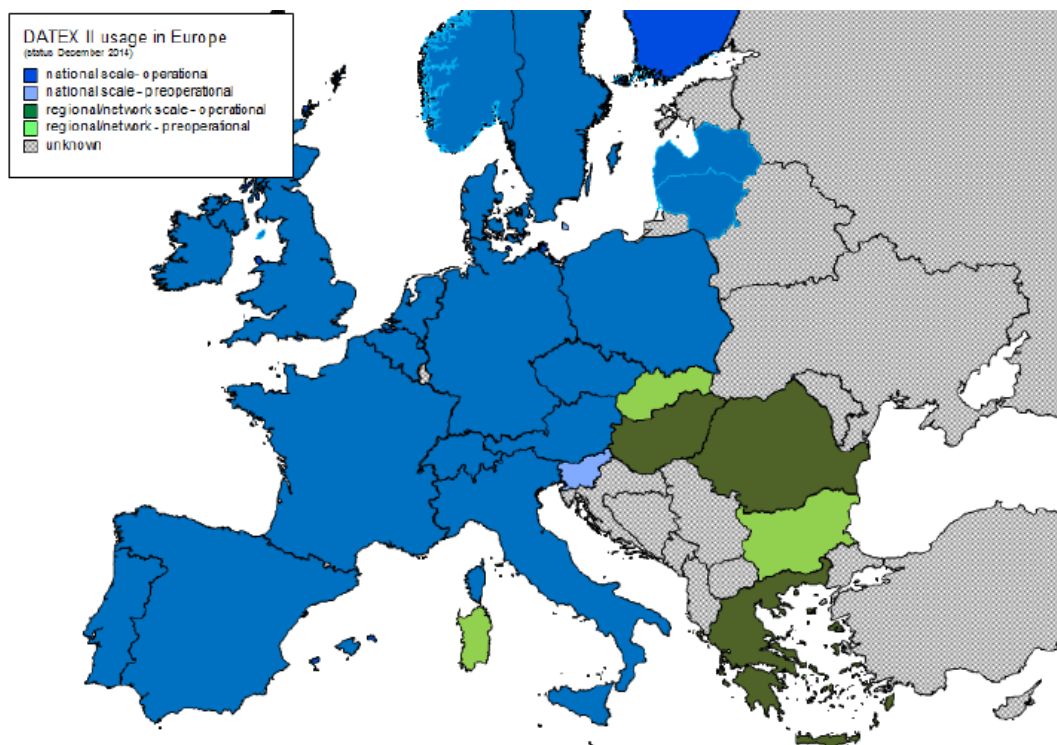 DATEX II usage in Europe
(status December 2014)
national scale- operational
national scale - preoperational
regional/network scale - operational
regional/network - preoperational
unknown